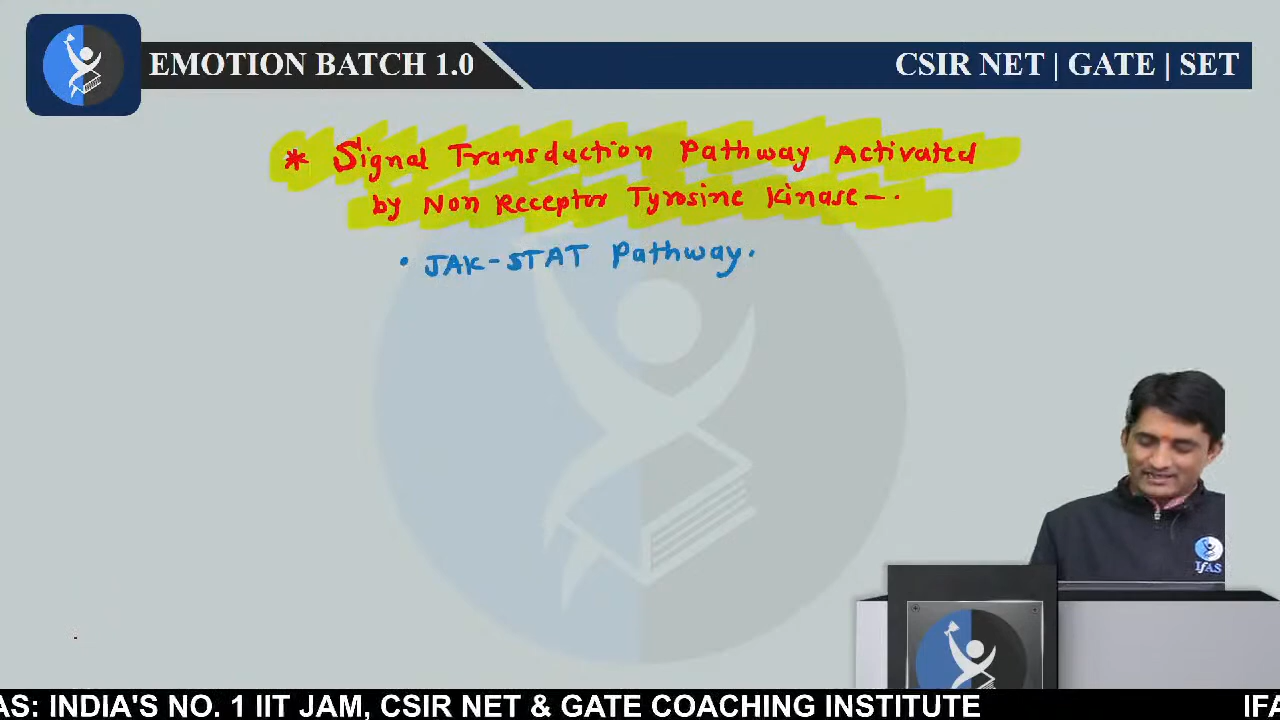 EMOTION BATCH 1.0
CSIR NET | GATE | SET
* Signal Transduction Pathway Activated
by Non Receptor Tyrosine Kinase –.
• JAK-STAT Pathway.
IFAS
AS: INDIA'S NO. 1 IIT JAM, CSIR NET & GATE COACHING INSTITUTE IFA